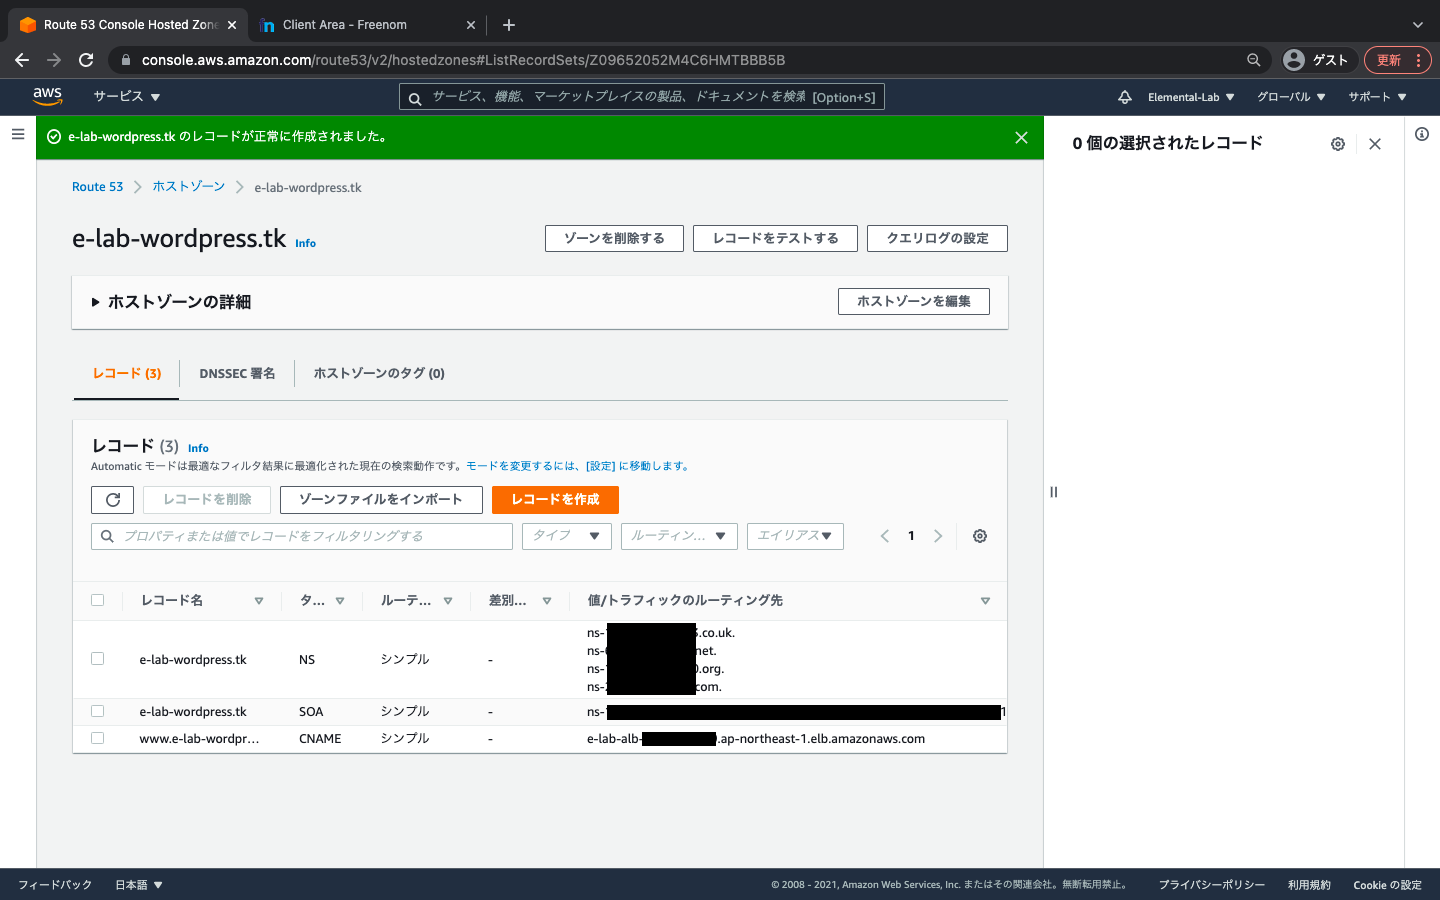 Route 53 Console Hosted Zone
Client Area - Freenom
console.aws.amazon.com/route53/v2/hostedzones#ListRecordSets/Z09652052M4C6HMTBBB5B
ゲスト
更新
aws
サービス
サービス、機能、マーケットプレイスの製品、ドキュメントを検索 [Option+S]
Elemental-Lab
グローバル
サポート
e-lab-wordpress.tk のレコードが正常に作成されました。
0 個の選択されたレコード
Route 53
ホストゾーン
e-lab-wordpress.tk
e-lab-wordpress.tk Info
ゾーンを削除する
レコードをテストする
クエリログの設定
ホストゾーンの詳細
ホストゾーンを編集
レコード (3)
DNSSEC 署名
ホストゾーンのタグ (0)
レコード (3) Info
Automatic モードは最適なフィルタ結果に最適化された現在の検索動作です。モードを変更するには、[設定] に移動します。
レコードを削除
ゾーンファイルをインポート
レコードを作成
プロパティまたは値でレコードをフィルタリングする
タイプ
ルーティン...
エイリアス
1
レコード名
タ...
ルーテ...
差別...
値/トラフィックのルーティング先
e-lab-wordpress.tk
NS
シンプル
-
ns-
.co.uk.
ns-
net.
ns-
.org.
ns-
com.
e-lab-wordpress.tk
SOA
シンプル
-
ns-
1
www.e-lab-wordpr...
CNAME
シンプル
-
e-lab-alb-
.ap-northeast-1.elb.amazonaws.com
フィードバック
日本語
© 2008 - 2021, Amazon Web Services, Inc. またはその関連会社。無断転用禁止。
プライバシーポリシー
利用規約
Cookie の設定